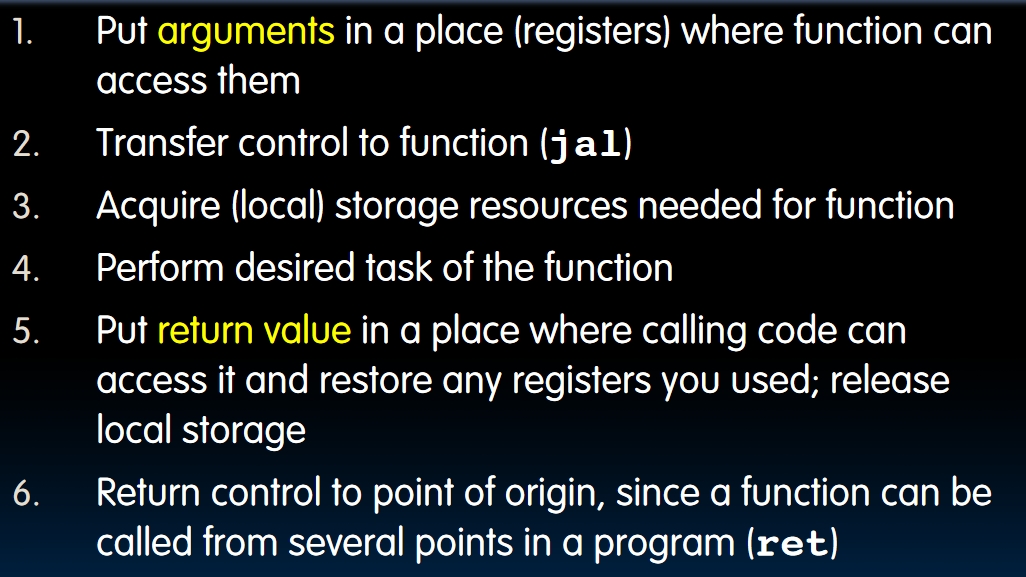 1. Put arguments in a place (registers) where function can
access them
2. Transfer control to function (jal)
3. Acquire (local) storage resources needed for function
4. Perform desired task of the function
5. Put return value in a place where calling code can
access it and restore any registers you used; release
local storage
6. Return control to point of origin, since a function can be
called from several points in a program (ret)